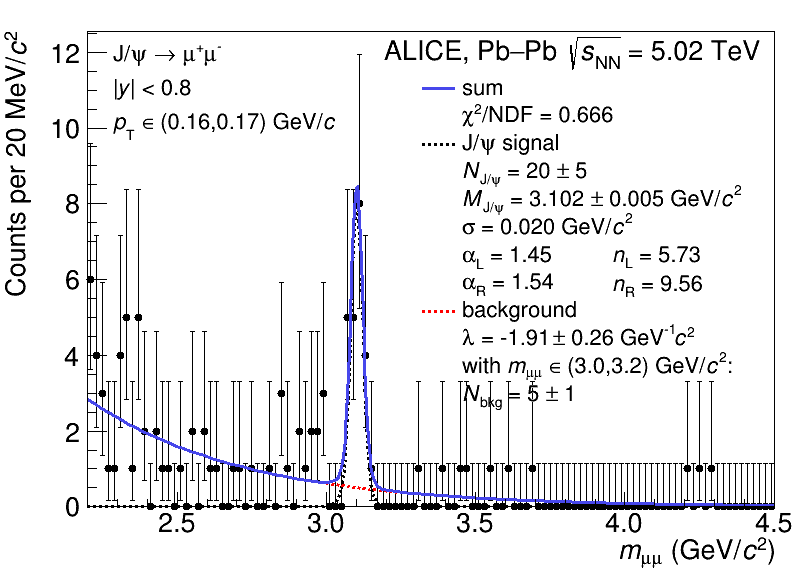 ALICE, Pb–Pb √s_NN = 5.02 TeV
J/ψ → μ⁺μ⁻
|y| < 0.8
p_T ∈ (0.16,0.17) GeV/c
sum
χ²/NDF = 0.666
J/ψ signal
N_J/ψ = 20 ± 5
M_J/ψ = 3.102 ± 0.005 GeV/c²
σ = 0.020 GeV/c²
α_L = 1.45 n_L = 5.73
α_R = 1.54 n_R = 9.56
background
λ = -1.91± 0.26 GeV⁻¹c²
with m_μμ ∈ (3.0,3.2) GeV/c²:
N_bkg = 5 ± 1
Counts per 20 MeV/c²
12
10
8
6
4
2
0
2.5 3.0 3.5 4.0 4.5
m_μμ (GeV/c²)